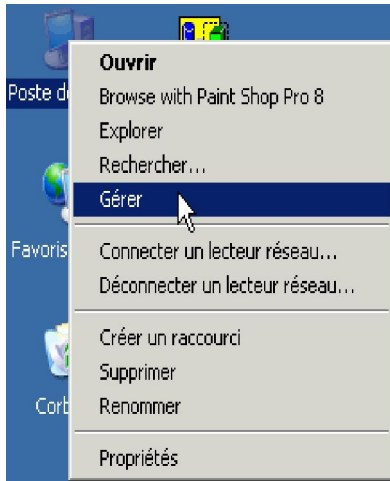 Ouvrir
Poste de
Browse with Paint Shop Pro 8
Explorer
Rechercher...
Gérer
Favoris
Connecter un lecteur réseau...
Déconnecter un lecteur réseau...
Créer un raccourci
Supprimer
Corb
Renommer
Propriétés